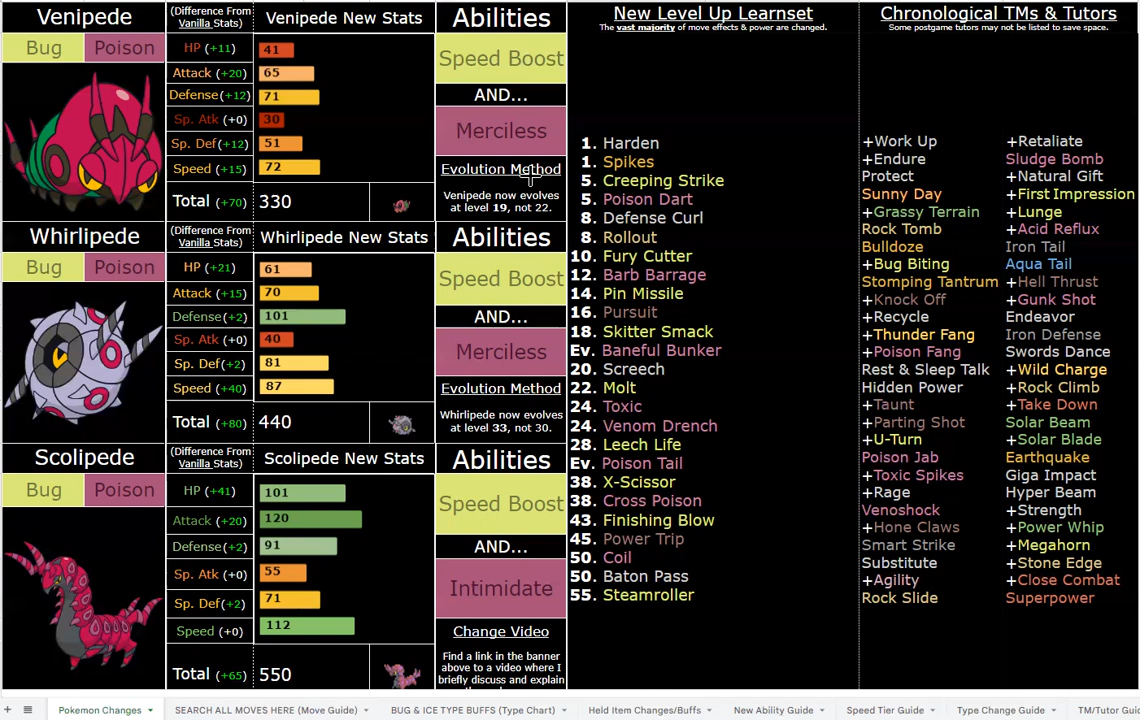 Venipede
(Difference From
Vanilla Stats)
Venipede New Stats
Abilities
Bug
Poison
HP (+11)
41
Attack (+20)
65
Defense(+12)
71
Sp. Atk (+0)
30
Sp. Def(+12)
51
Speed (+15)
72
Total (+70)
330
Speed Boost
AND...
Merciless
Evolution Method
Venipede now evolves
at level 19, not 22.
Whirlipede
(Difference From
Vanilla Stats)
Whirlipede New Stats
Abilities
Bug
Poison
HP (+21)
61
Attack (+15)
70
Defense(+2)
101
Sp. Atk (+0)
40
Sp. Def(+2)
81
Speed (+40)
87
Total (+80)
440
Speed Boost
AND...
Merciless
Evolution Method
Whirlipede now evolves
at level 33, not 30.
Scolipede
(Difference From
Vanilla Stats)
Scolipede New Stats
Abilities
Bug
Poison
HP (+41)
101
Attack (+20)
120
Defense(+2)
91
Sp. Atk (+0)
55
Sp. Def(+2)
71
Speed (+0)
112
Total (+65)
550
Speed Boost
AND...
Intimidate
Change Video
Find a link in the banner
above to a video where I
briefly discuss and explain
New Level Up Learnset
The vast majority of move effects & power are changed.
1. Harden
1. Spikes
5. Creeping Strike
5. Poison Dart
8. Defense Curl
8. Rollout
10. Fury Cutter
12. Barb Barrage
14. Pin Missile
16. Pursuit
18. Skitter Smack
Ev. Baneful Bunker
20. Screech
22. Molt
24. Toxic
24. Venom Drench
28. Leech Life
Ev. Poison Tail
38. X-Scissor
38. Cross Poison
43. Finishing Blow
45. Power Trip
50. Coil
50. Baton Pass
55. Steamroller
Chronological TMs & Tutors
Some postgame tutors may not be listed to save space.
+Work Up
+Endure
Protect
Sunny Day
+Grassy Terrain
Rock Tomb
Bulldoze
+Bug Biting
Stomping Tantrum
+Knock Off
+Recycle
+Thunder Fang
+Poison Fang
Rest & Sleep Talk
Hidden Power
+Taunt
+Parting Shot
+U-Turn
Poison Jab
+Toxic Spikes
+Rage
Venoshock
+Hone Claws
Smart Strike
Substitute
+Agility
Rock Slide
+Retaliate
Sludge Bomb
+Natural Gift
+First Impression
+Lunge
+Acid Reflux
Iron Tail
Aqua Tail
+Hell Thrust
+Gunk Shot
Endeavor
Iron Defense
Swords Dance
+Wild Charge
+Rock Climb
+Take Down
Solar Beam
+Solar Blade
Earthquake
Giga Impact
Hyper Beam
+Strength
+Power Whip
+Megahorn
+Stone Edge
+Close Combat
Superpower
Pokemon Changes
SEARCH ALL MOVES HERE (Move Guide)
BUG & ICE TYPE BUFFS (Type Chart)
Held Item Changes/Buffs
New Ability Guide
Speed Tier Guide
Type Change Guide
TM/Tutor Guid